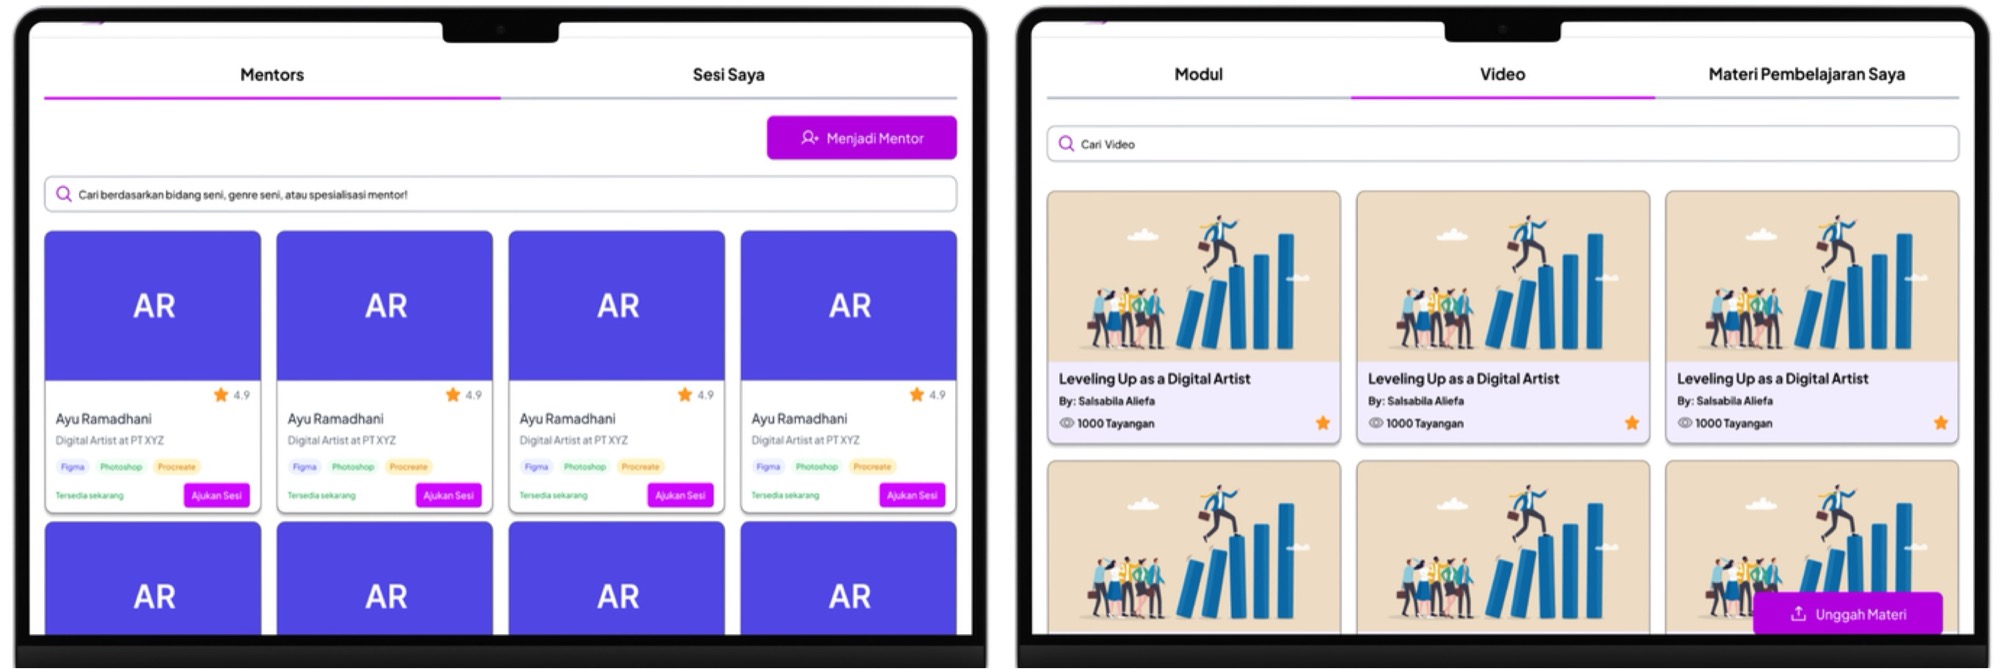 Mentors
Sesi Saya
Menjadi Mentor
Cari berdasarkan bidang seni, genre seni, atau spesialisasi mentor!
AR
AR
AR
AR
4.9
4.9
4.9
4.9
Ayu Ramadhani
Ayu Ramadhani
Ayu Ramadhani
Ayu Ramadhani
Digital Artist at PT XYZ
Digital Artist at PT XYZ
Digital Artist at PT XYZ
Digital Artist at PT XYZ
Figma Photoshop Procreate
Figma Photoshop Procreate
Figma Photoshop Procreate
Figma Photoshop Procreate
Tersedia sekarang Ajukan Sesi
Tersedia sekarang Ajukan Sesi
Tersedia sekarang Ajukan Sesi
Tersedia sekarang Ajukan Sesi
AR
AR
AR
AR
Modul
Video
Materi Pembelajaran Saya
Cari Video
Leveling Up as a Digital Artist
Leveling Up as a Digital Artist
Leveling Up as a Digital Artist
By: Salsabila Aliefa
By: Salsabila Aliefa
By: Salsabila Aliefa
1000 Tayangan
1000 Tayangan
1000 Tayangan
Unggah Materi